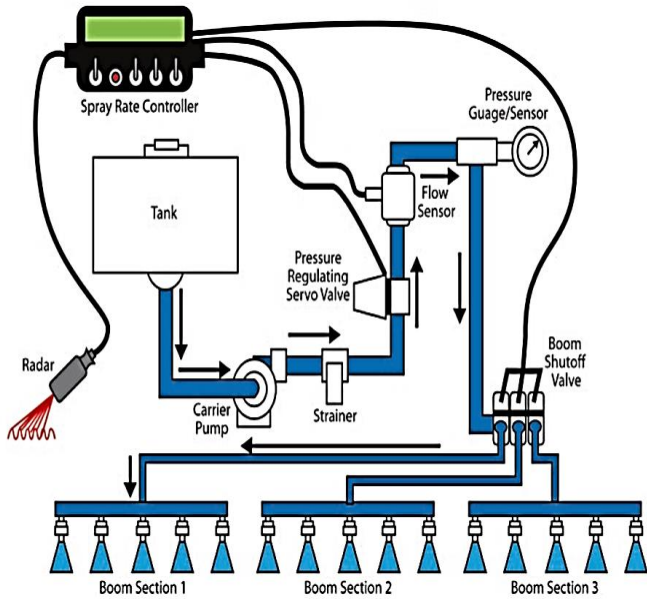 Spray Rate Controller
Pressure
Guage/Sensor
Tank
Flow
Sensor
Pressure
Regulating
Servo Valve
Radar
Boom
Shutoff
Valve
Carrier
Pump
Strainer
Boom Section 1
Boom Section 2
Boom Section 3